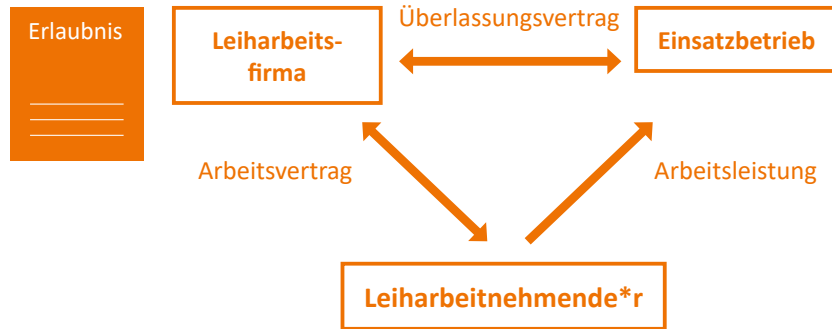 Erlaubnis
Leiharbeits-
firma
Überlassungsvertrag
Einsatzbetrieb
Arbeitsvertrag
Arbeitsleistung
Leiharbeitnehmende*r